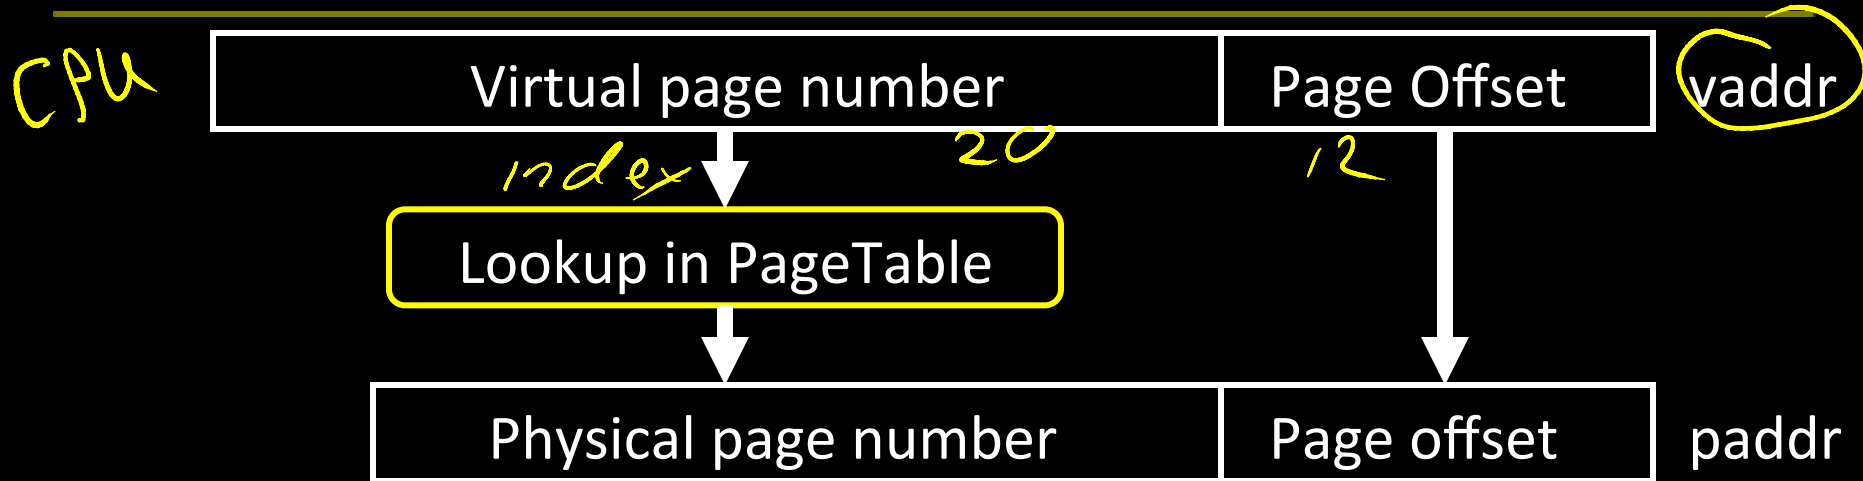 CPU Virtual page number Page Offset vaddr
index 20 12
Lookup in PageTable
Physical page number Page offset paddr